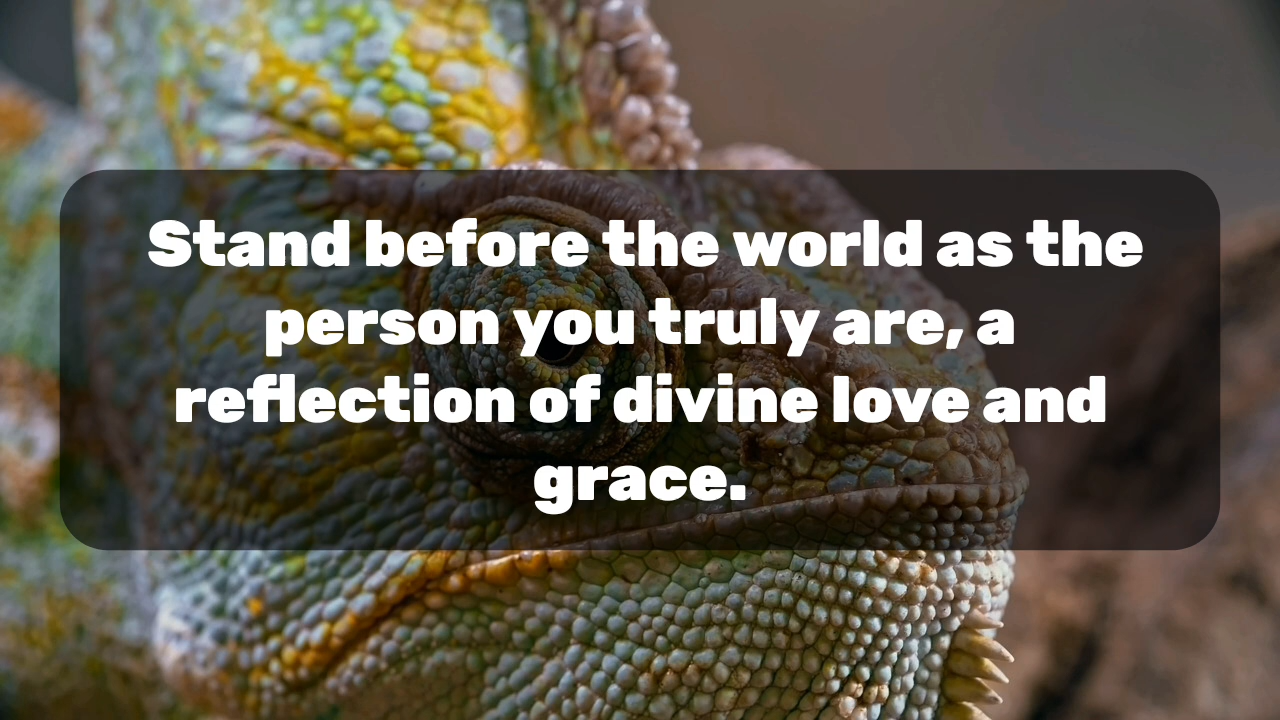 Stand before the world as the
person you truly are, a
reflection of divine love and
grace.